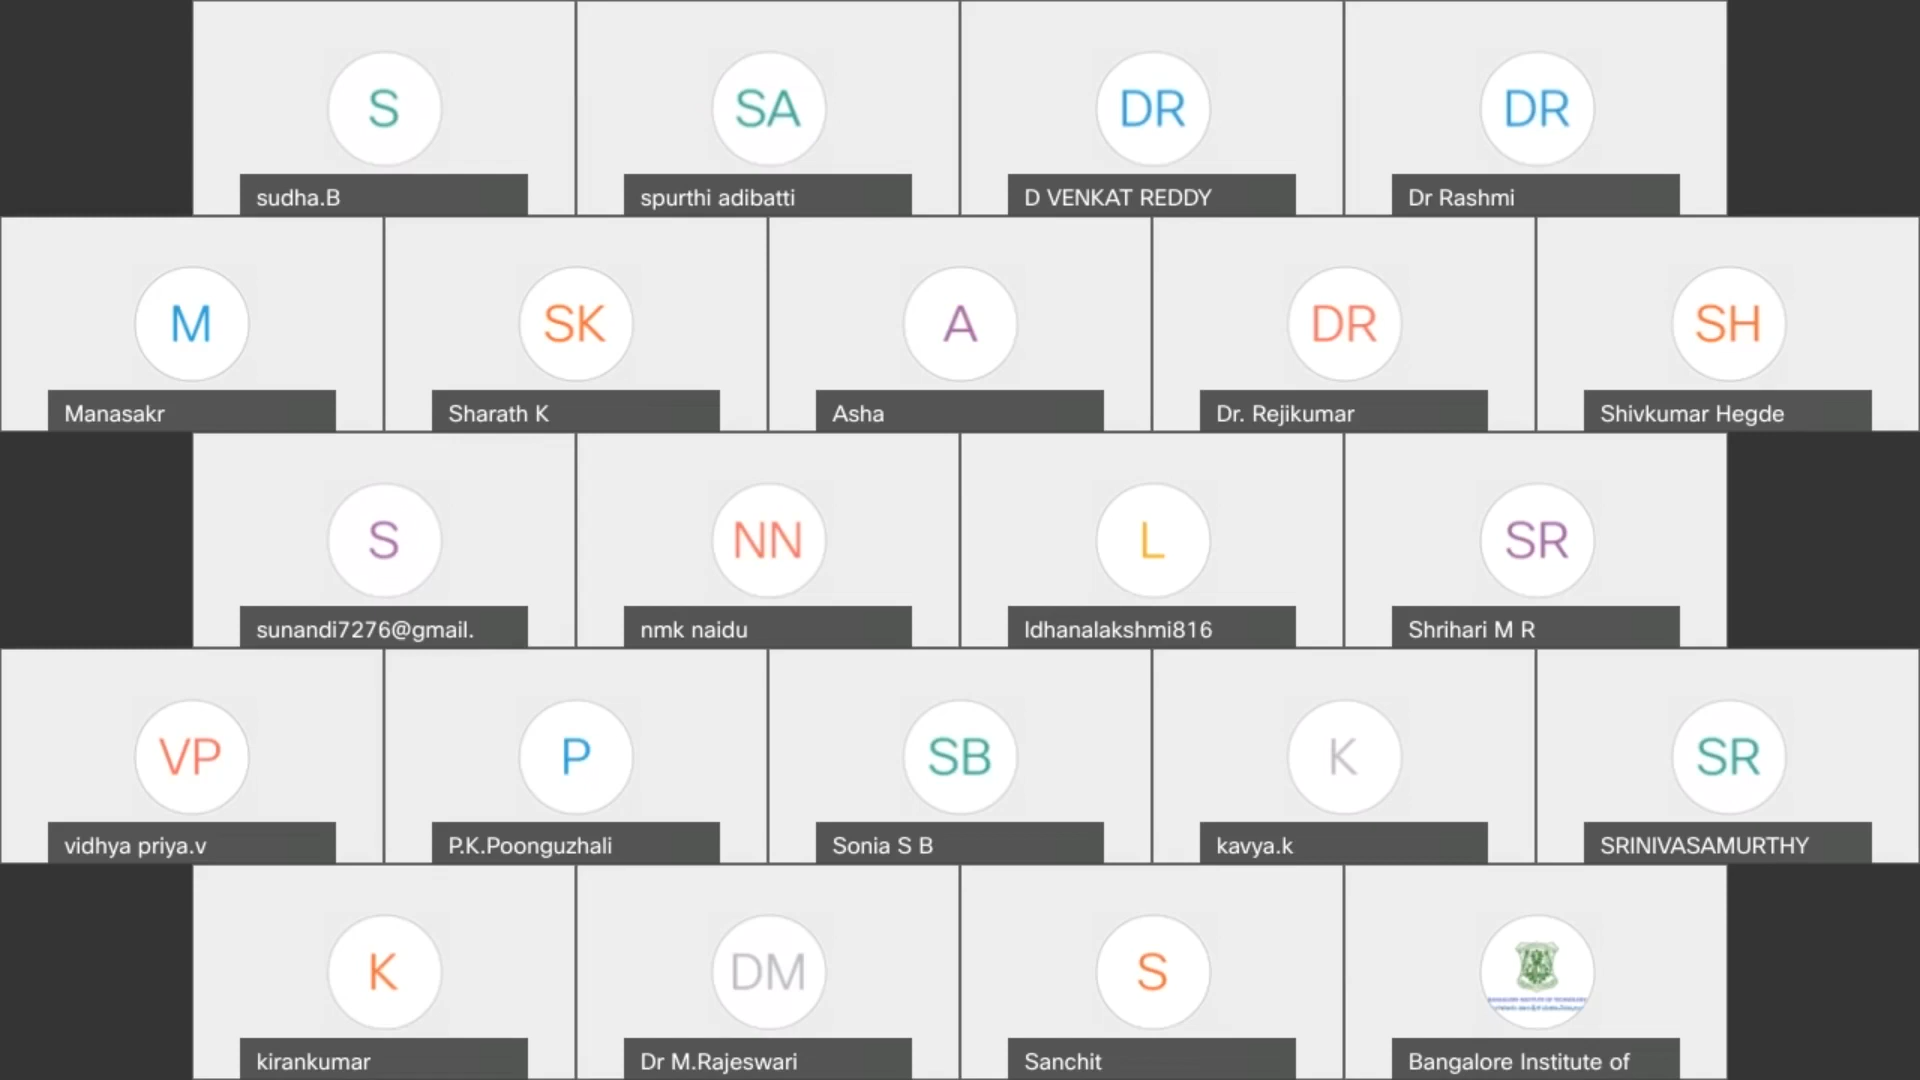 S
SA
DR
DR
sudha.B
spurthi adibatti
D VENKAT REDDY
Dr Rashmi
M
SK
A
DR
SH
Manasakr
Sharath K
Asha
Dr. Rejikumar
Shivkumar Hegde
S
NN
L
SR
sunandi7276@gmail.
nmk naidu
ldhanalakshmi816
Shrihari M R
VP
P
SB
K
SR
vidhya priya.v
P.K.Poonguzhali
Sonia S B
kavya.k
SRINIVASAMURTHY
K
DM
S
kirankumar
Dr M.Rajeswari
Sanchit
Bangalore Institute of